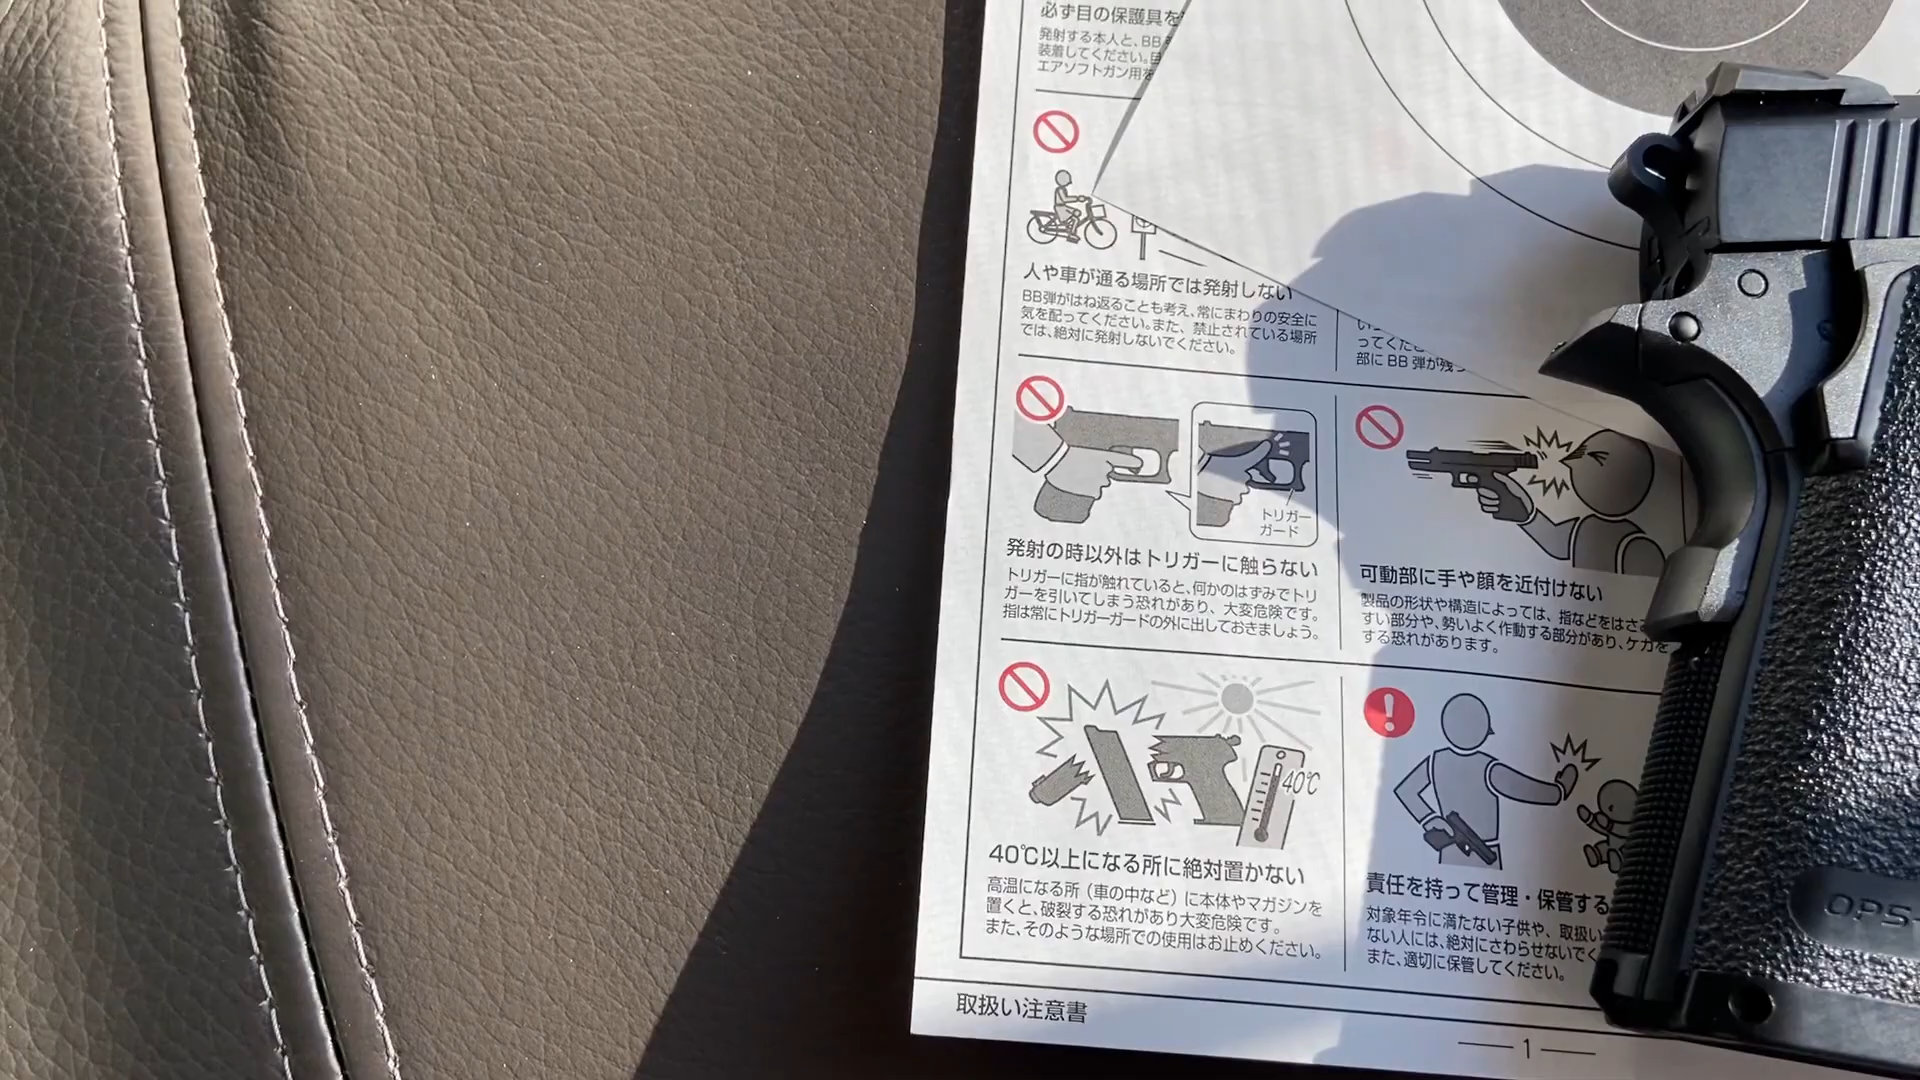 必ず目の保護具を
発射する本人と、BB
装着してください。目
エアソフトガン用を
人や車が通る場所では発射しない
BB弾がはね返ることも考え、常にまわりの安全に
気を配ってください。また、禁止されている場所
では、絶対に発射しないでください。
ってくだ
部にBB弾が残っ
トリガー
ガード
発射の時以外はトリガーに触らない
トリガーに指が触れていると、何かのはずみでトリ
ガーを引いてしまう恐れがあり、大変危険です。
指は常にトリガーガードの外に出しておきましょう。
可動部に手や顔を近付けない
製品の形状や構造によっては、指などをはさ
すい部分や、勢いよく作動する部分があり、ケガを
する恐れがあります。
40℃
40℃以上になる所に絶対置かない
高温になる所（車の中など）に本体やマガジンを
置くと、破裂する恐れがあり大変危険です。
また、そのような場所での使用はお止めください。
責任を持って管理・保管する
対象年令に満たない子供や、取扱い
ない人には、絶対にさわらせないでく
また、適切に保管してください。
取扱い注意書
1
OPS-